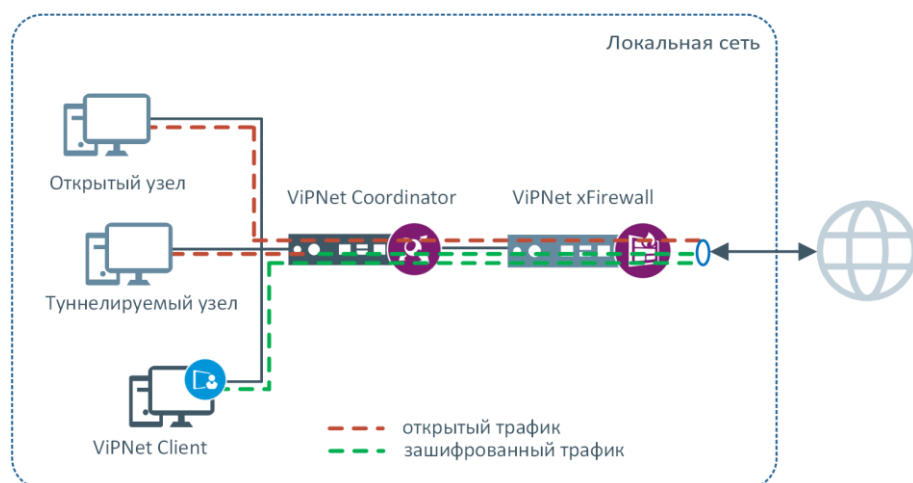 Локальная сеть
Открытый узел
ViPNet Coordinator
ViPNet xFirewall
Туннелируемый узел
ViPNet Client
открытый трафик
зашифрованный трафик